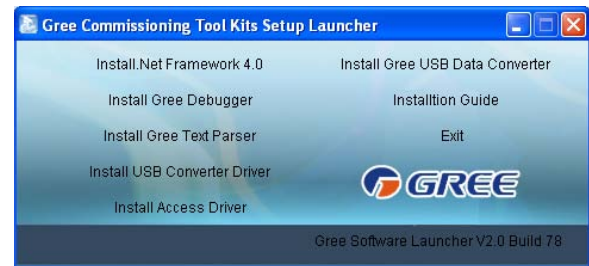 Gree Commissioning Tool Kits Setup Launcher
Install.Net Framework 4.0
Install Gree USB Data Converter
Install Gree Debugger
Installtion Guide
Install Gree Text Parser
Exit
Install USB Converter Driver
GREE
Install Access Driver
Gree Software Launcher V2.0 Build 78